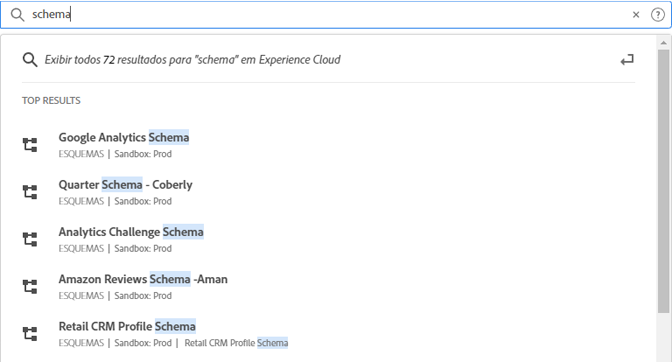 schema
Exibir todos 72 resultados para "schema" em Experience Cloud
TOP RESULTS
Google Analytics Schema
ESQUEMAS | Sandbox: Prod
Quarter Schema - Coberly
ESQUEMAS | Sandbox: Prod
Analytics Challenge Schema
ESQUEMAS | Sandbox: Prod
Amazon Reviews Schema -Aman
ESQUEMAS | Sandbox: Prod
Retail CRM Profile Schema
ESQUEMAS | Sandbox: Prod | Retail CRM Profile Schema